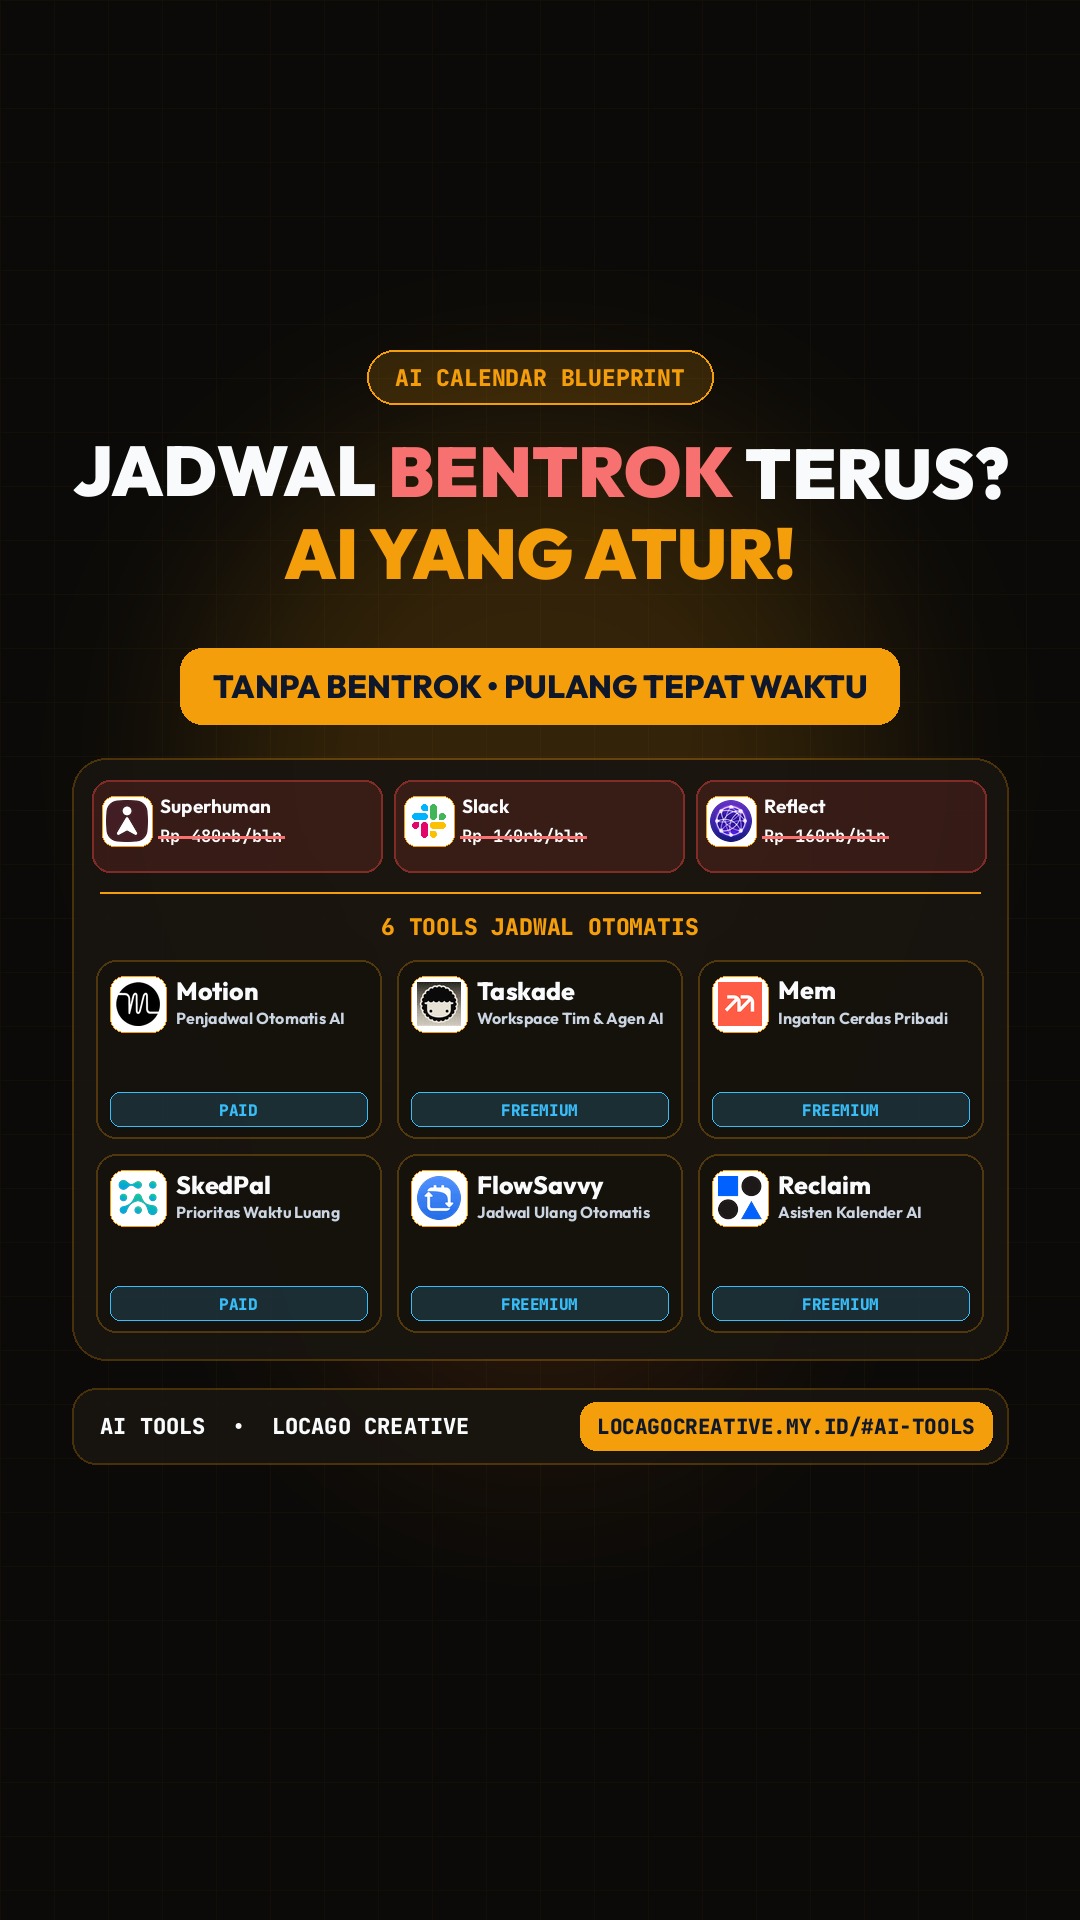 AI CALENDAR BLUEPRINT
JADWAL BENTROK TERUS?
AI YANG ATUR!
TANPA BENTROK • PULANG TEPAT WAKTU
Superhuman
Rp 480rb/bln
Slack
Rp 140rb/bln
Reflect
Rp 160rb/bln
6 TOOLS JADWAL OTOMATIS
Motion
Penjadwal Otomatis AI
PAID
Taskade
Workspace Tim & Agen AI
FREEMIUM
Mem
Ingatan Cerdas Pribadi
FREEMIUM
SkedPal
Prioritas Waktu Luang
PAID
FlowSavvy
Jadwal Ulang Otomatis
FREEMIUM
Reclaim
Asisten Kalender AI
FREEMIUM
AI TOOLS • LOCAGO CREATIVE
LOCAGOCREATIVE.MY.ID/#AI-TOOLS